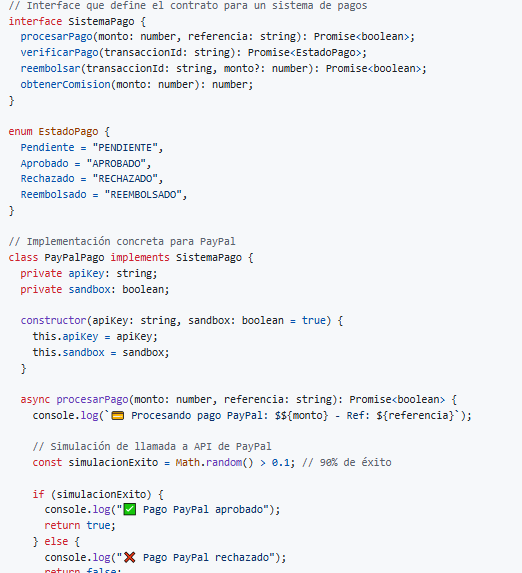 // Interface que define el contrato para un sistema de pagos
interface SistemaPago {
  procesarPago(monto: number, referencia: string): Promise<boolean>;
  verificarPago(transaccionId: string): Promise<EstadoPago>;
  reembolsar(transaccionId: string, monto?: number): Promise<boolean>;
  obtenerComision(monto: number): number;
}

enum EstadoPago {
  Pendiente = "PENDIENTE",
  Aprobado = "APROBADO",
  Rechazado = "RECHAZADO",
  Reembolsado = "REEMBOLSADO",
}

// Implementación concreta para PayPal
class PayPalPago implements SistemaPago {
  private apiKey: string;
  private sandbox: boolean;

  constructor(apiKey: string, sandbox: boolean = true) {
    this.apiKey = apiKey;
    this.sandbox = sandbox;
  }

  async procesarPago(monto: number, referencia: string): Promise<boolean> {
    console.log(`💳 Procesando pago PayPal: $${monto} - Ref: ${referencia}`);

    // Simulación de llamada a API de PayPal
    const simulacionExito = Math.random() > 0.1; // 90% de éxito

    if (simulacionExito) {
      console.log("✅ Pago PayPal aprobado");
      return true;
    } else {
      console.log("❌ Pago PayPal rechazado");
      return false;